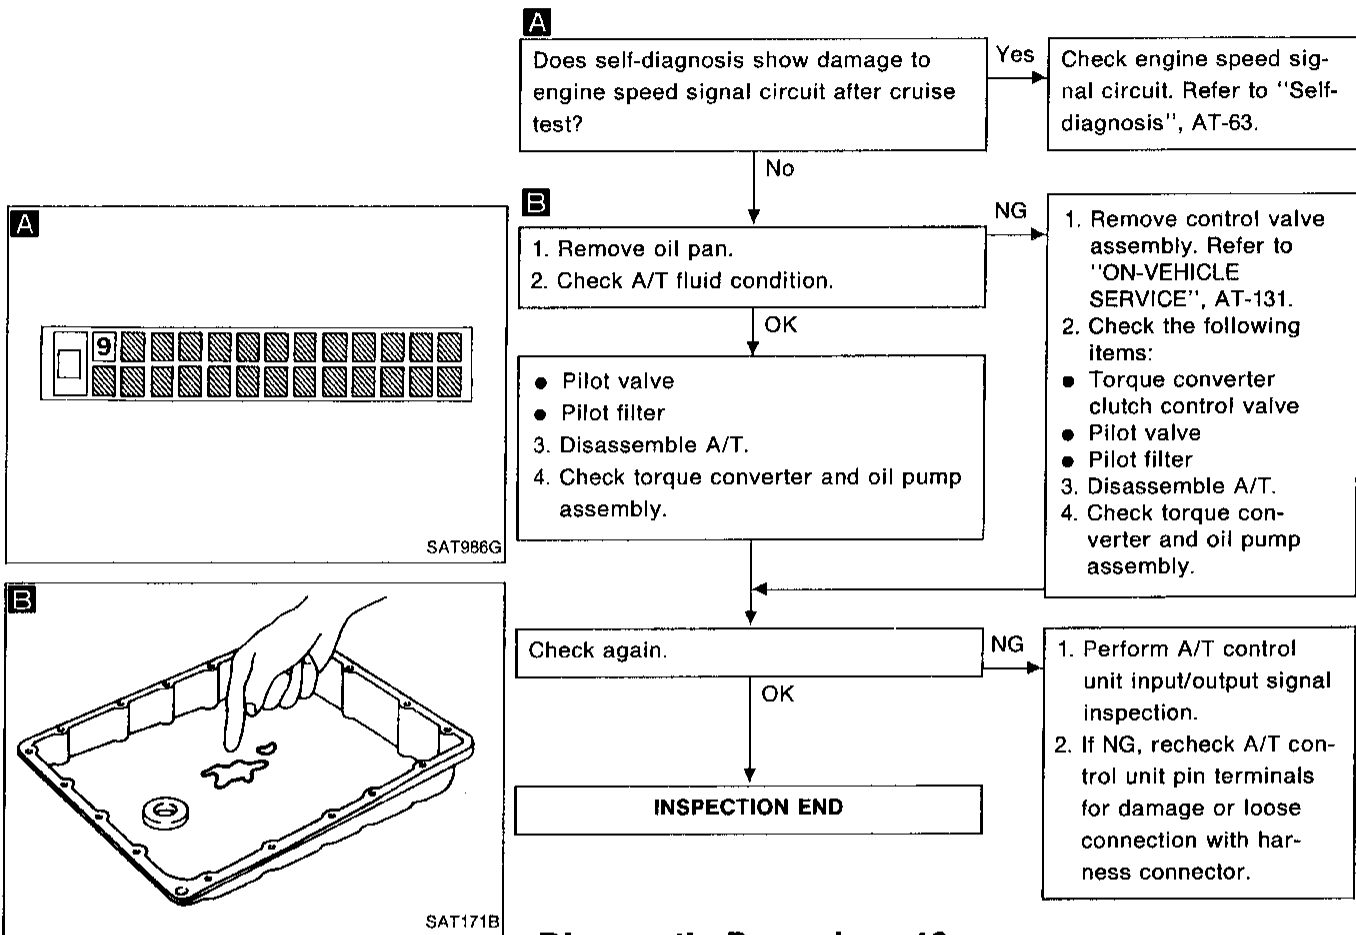 A
Does self-diagnosis show damage to
engine speed signal circuit after cruise
test?
Yes
Check engine speed sig-
nal circuit. Refer to "Self-
diagnosis", AT-63.
No
A
9
SAT986G
B
1. Remove oil pan.
2. Check A/T fluid condition.
NG
1. Remove control valve
assembly. Refer to
"ON-VEHICLE
SERVICE", AT-131.
2. Check the following
items:
● Torque converter
clutch control valve
● Pilot valve
● Pilot filter
3. Disassemble A/T.
4. Check torque con-
verter and oil pump
assembly.
OK
● Pilot valve
● Pilot filter
3. Disassemble A/T.
4. Check torque converter and oil pump
assembly.
B
SAT171B
Check again.
NG
1. Perform A/T control
unit input/output signal
inspection.
2. If NG, recheck A/T con-
trol unit pin terminals
for damage or loose
connection with har-
ness connector.
OK
INSPECTION END